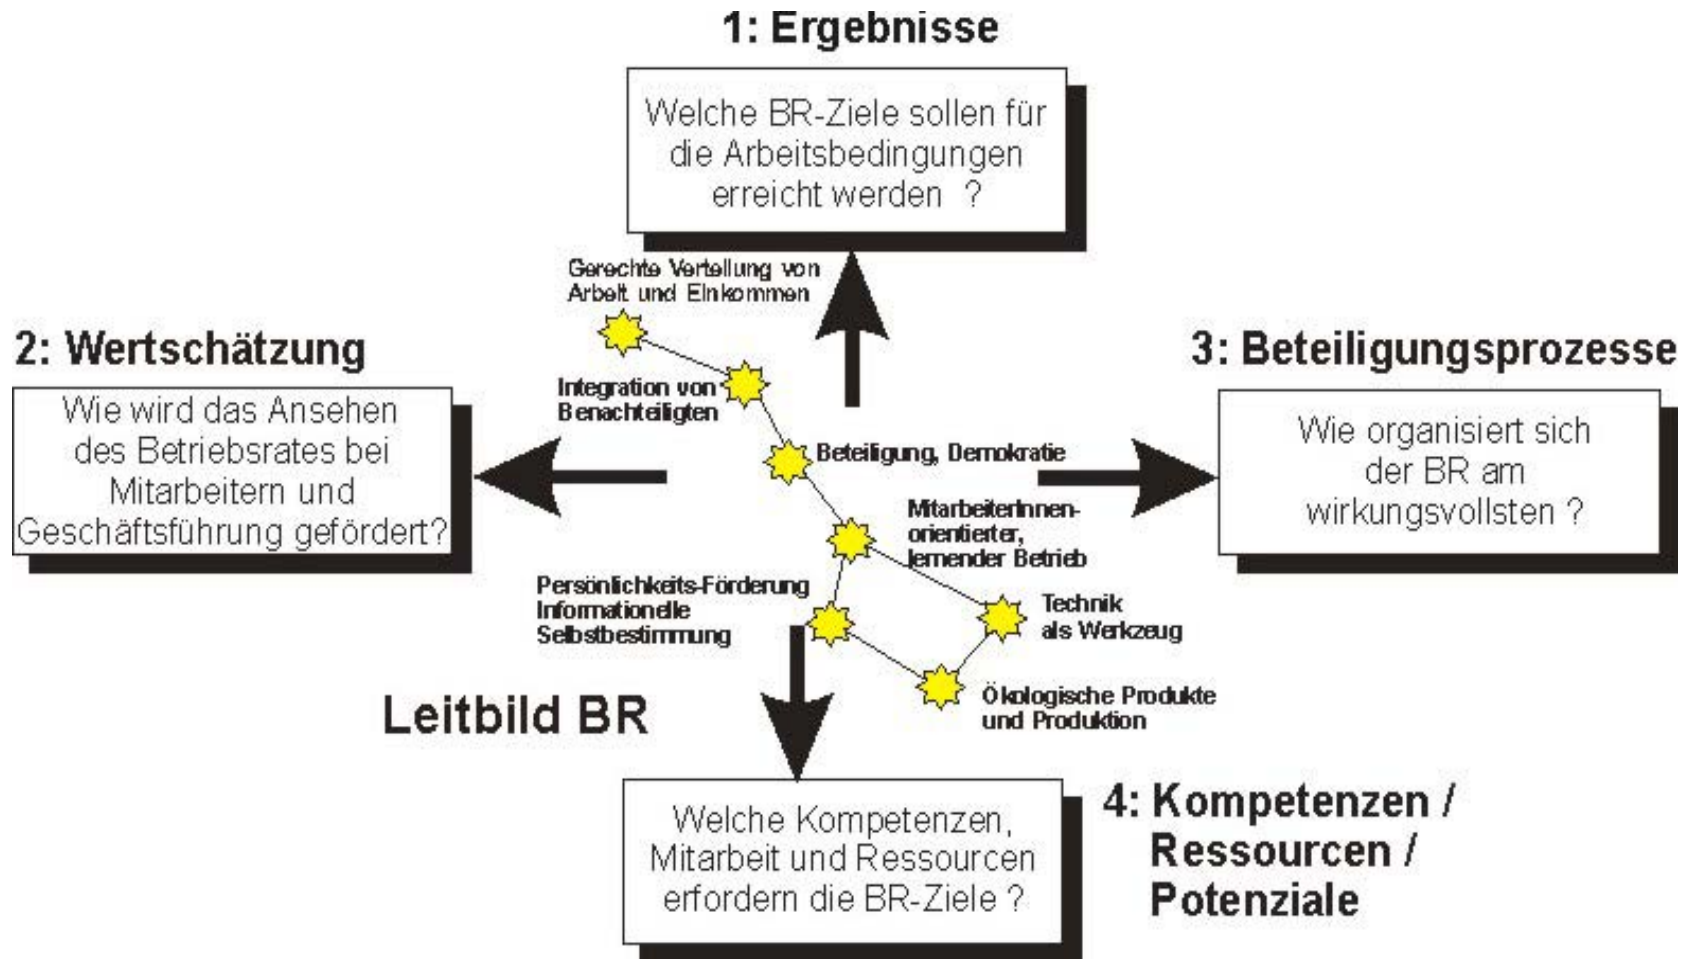 1: Ergebnisse
Welche BR-Ziele sollen für
die Arbeitsbedingungen
erreicht werden ?
Gerechte Verteilung von
Arbeit und Einkommen
2: Wertschätzung
Wie wird das Ansehen
des Betriebsrates bei
Mitarbeitern und
Geschäftsführung gefördert?
Integration von
Benachteiligten
Beteiligung, Demokratie
3: Beteiligungsprozesse
Wie organisiert sich
der BR am
wirkungsvollsten ?
MitarbeiterInnen-
orientierter,
lernender Betrieb
Persönlichkeits-Förderung
Informationelle
Selbstbestimmung
Technik
als Werkzeug
Ökologische Produkte
und Produktion
Leitbild BR
Welche Kompetenzen,
Mitarbeit und Ressourcen
erfordern die BR-Ziele ?
4: Kompetenzen /
Ressourcen /
Potenziale